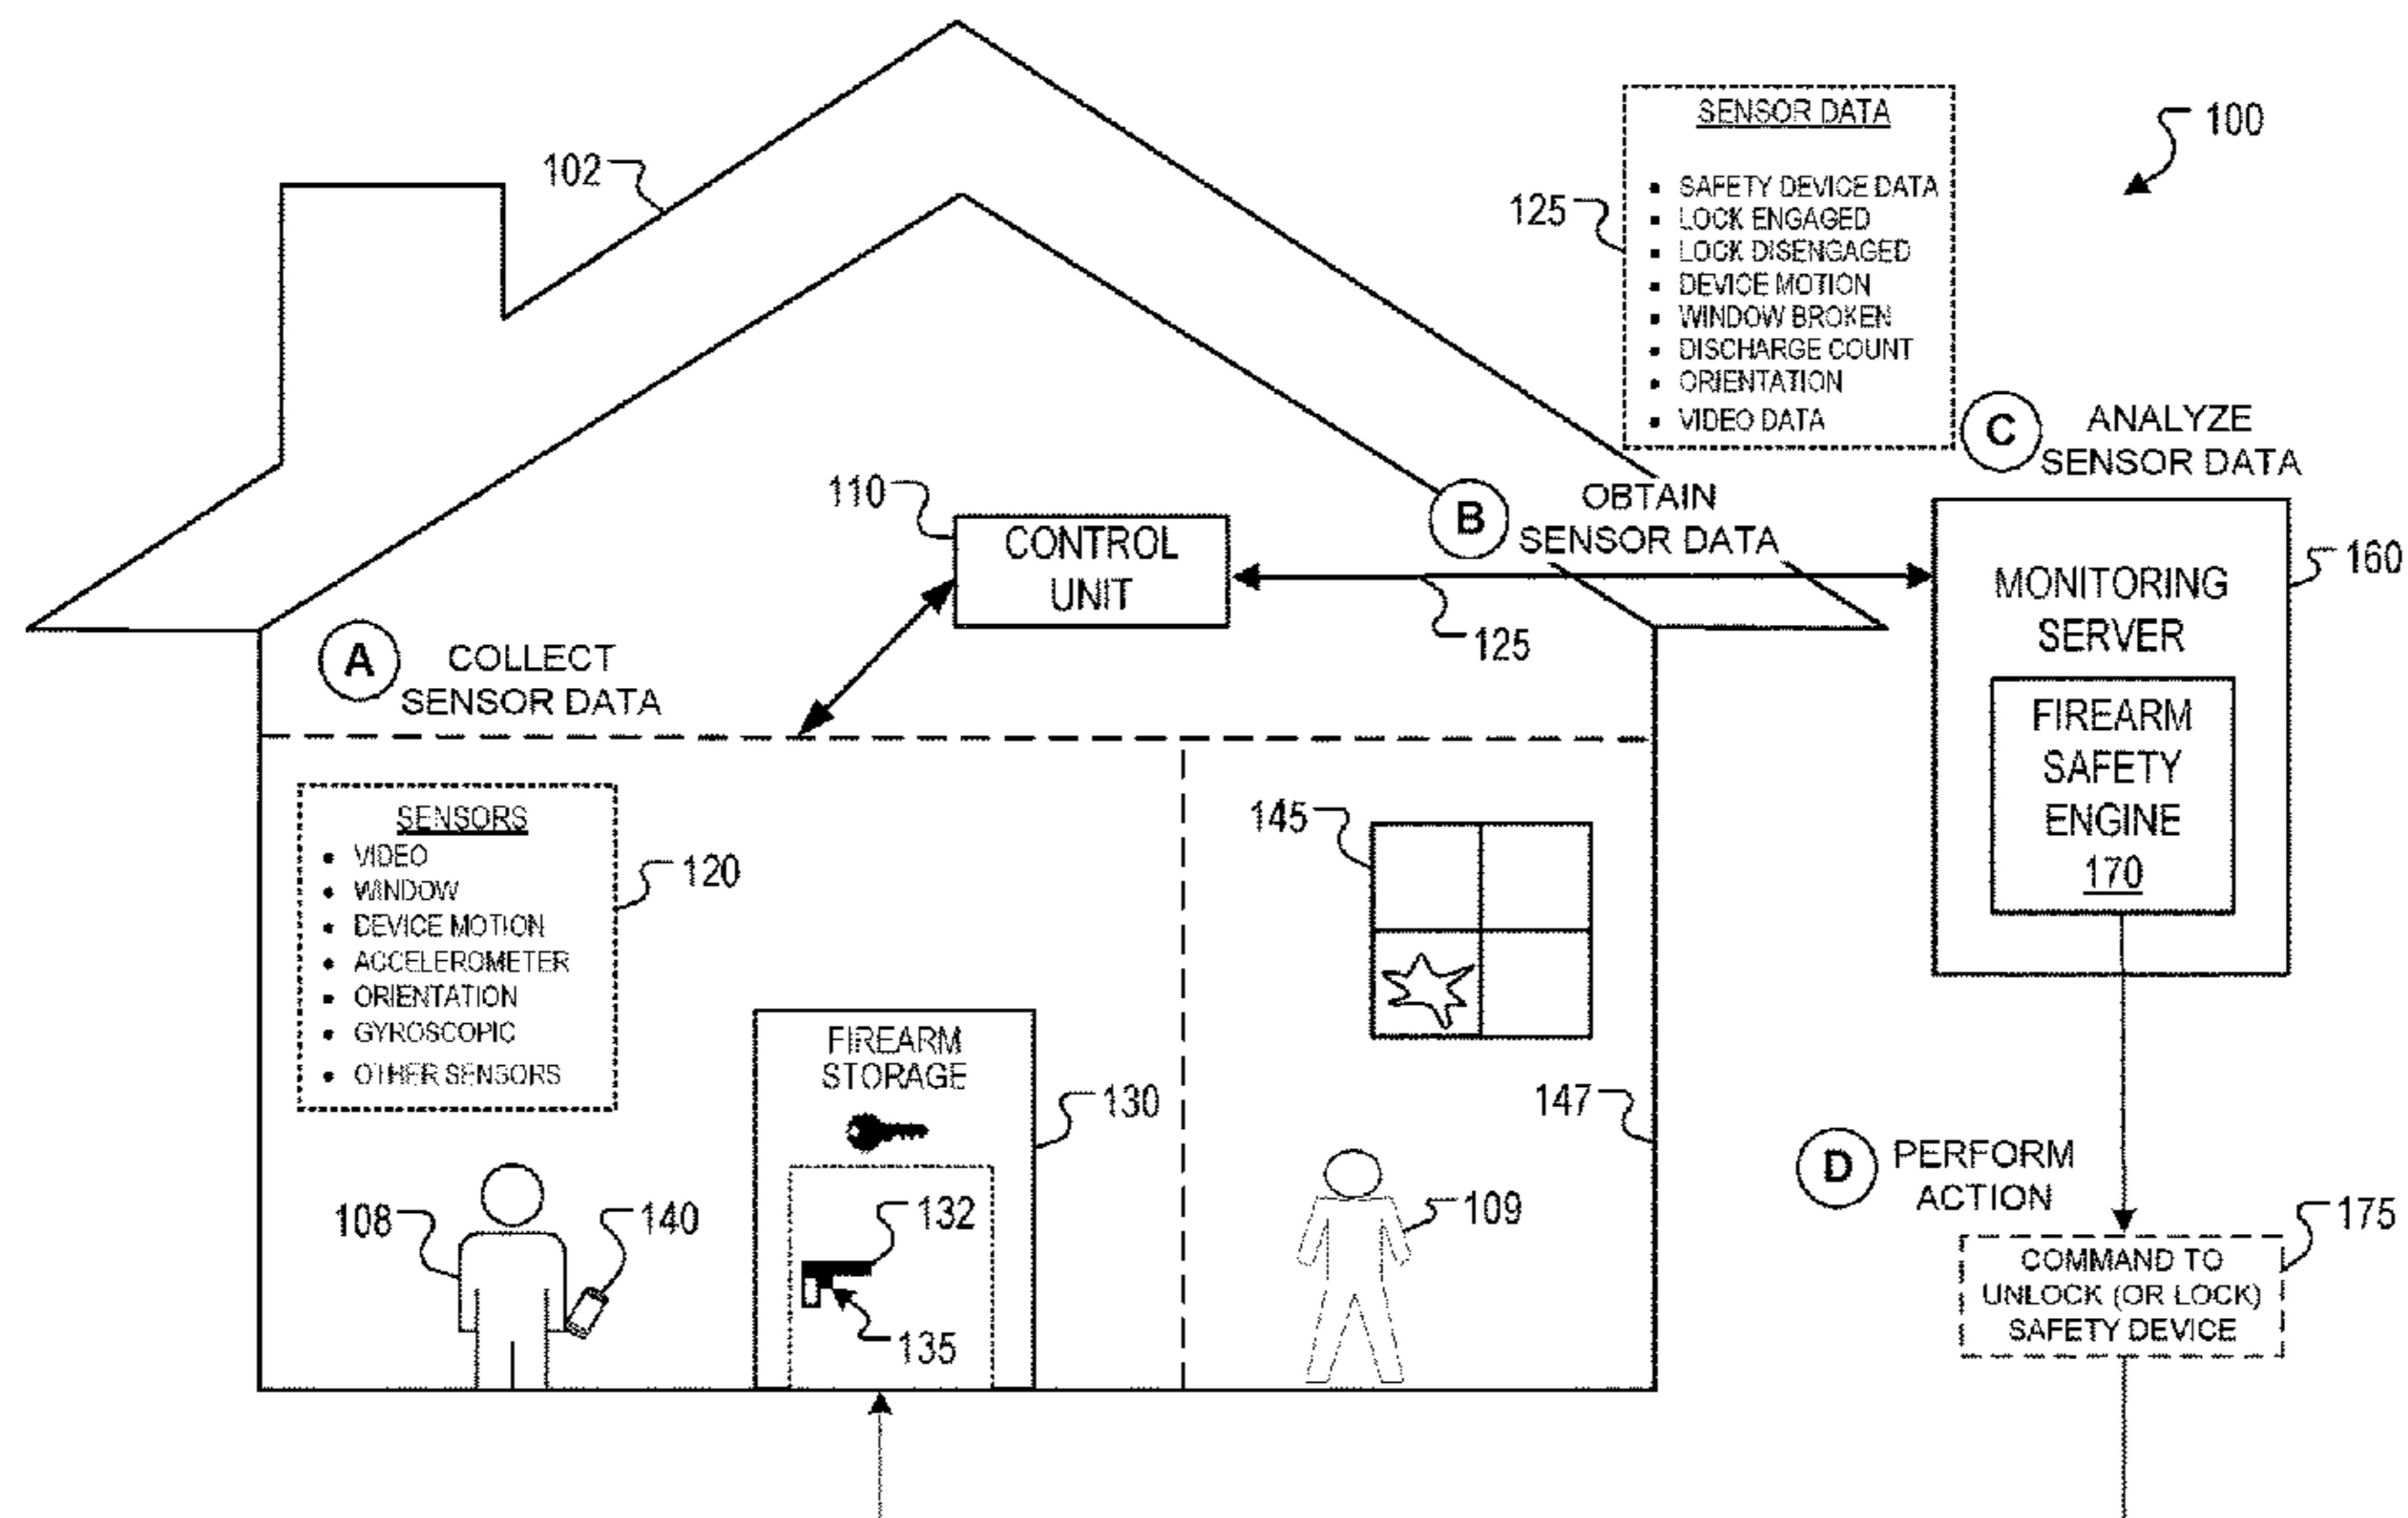 SENSOR DATA
• SAFETY DEVICE DATA
• LOCK ENGAGED
• LOCK DISENGAGED
• DEVICE MOTION
• WINDOW BROKEN
• DISCHARGE COUNT
• ORIENTATION
• VIDEO DATA
100
102
125
C
ANALYZE
SENSOR DATA
110
CONTROL
UNIT
B
OBTAIN
SENSOR DATA
125
160
MONITORING
SERVER
FIREARM
SAFETY
ENGINE
170
A
COLLECT
SENSOR DATA
SENSORS
• VIDEO
• WINDOW
• DEVICE MOTION
• ACCELEROMETER
• ORIENTATION
• GYROSCOPIC
• OTHER SENSORS
120
145
FIREARM
STORAGE
130
147
108
140
132
135
109
D
PERFORM
ACTION
175
COMMAND TO
UNLOCK (OR LOCK)
SAFETY DEVICE